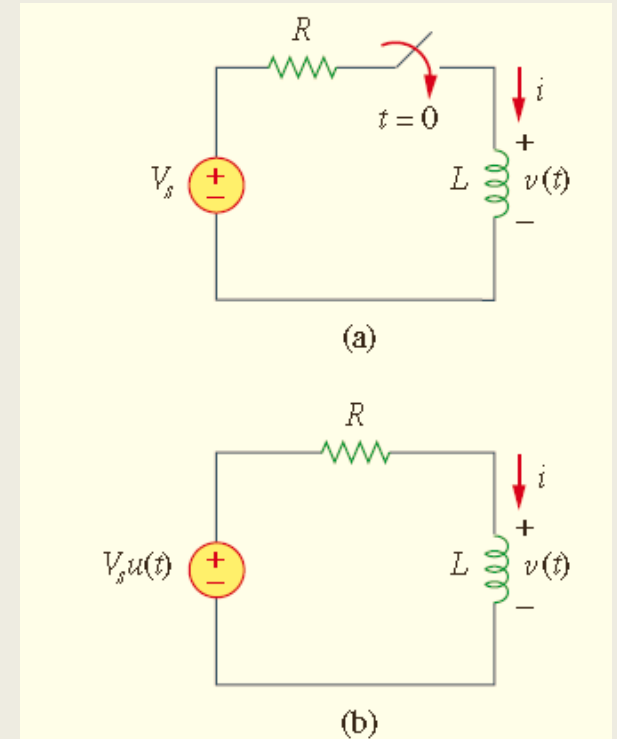 R
t = 0
i
+
V_s
+
−
L
v(t)
−
(a)
R
i
+
V_s u(t)
+
−
L
v(t)
−
(b)